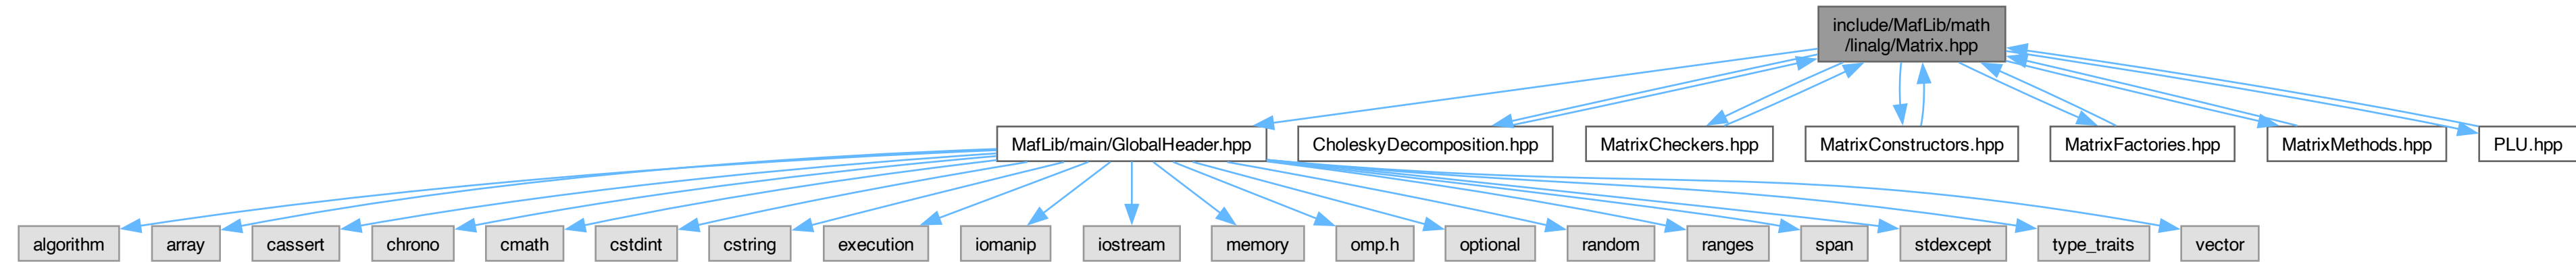 include/MafLib/math
/linalg/Matrix.hpp
MafLib/main/GlobalHeader.hpp
CholeskyDecomposition.hpp
MatrixCheckers.hpp
MatrixConstructors.hpp
MatrixFactories.hpp
MatrixMethods.hpp
PLU.hpp
algorithm
array
cassert
chrono
cmath
cstdint
cstring
execution
iomanip
iostream
memory
omp.h
optional
random
ranges
span
stdexcept
type_traits
vector